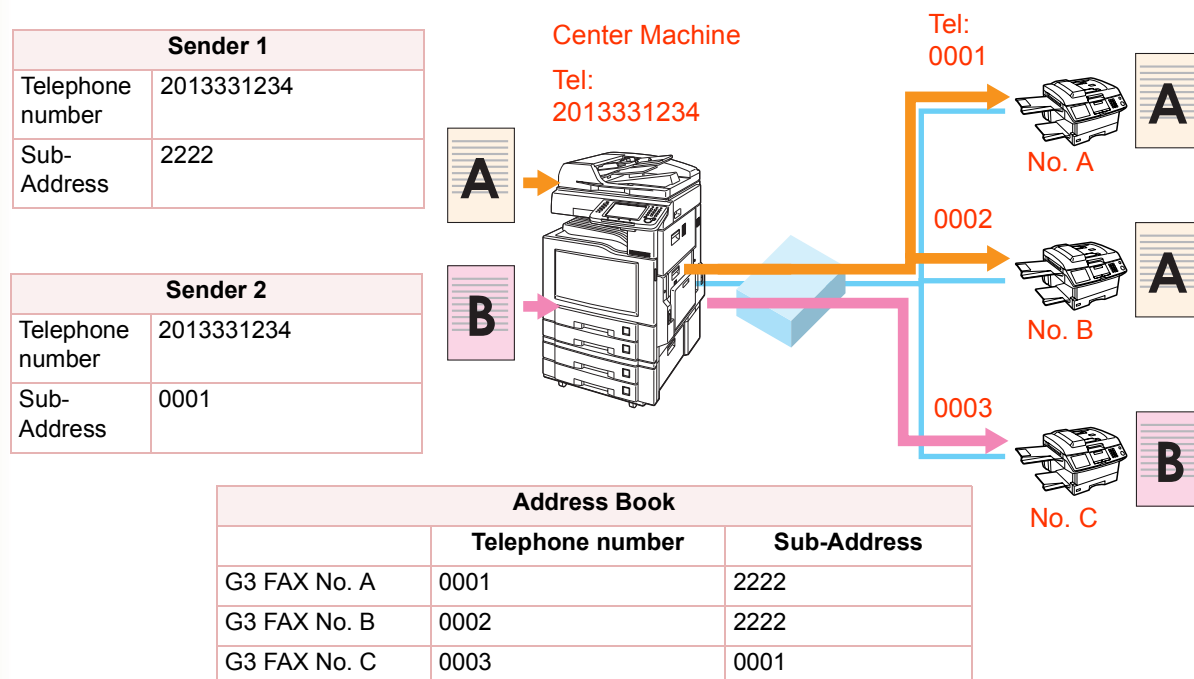 Sender 1
Telephone number 2013331234
Sub-Address 2222
Sender 2
Telephone number 2013331234
Sub-Address 0001
Center Machine
Tel:
2013331234
A
B
Tel:
0001
No. A
A
0002
No. B
A
0003
No. C
B
Address Book
Telephone number Sub-Address
G3 FAX No. A 0001 2222
G3 FAX No. B 0002 2222
G3 FAX No. C 0003 0001